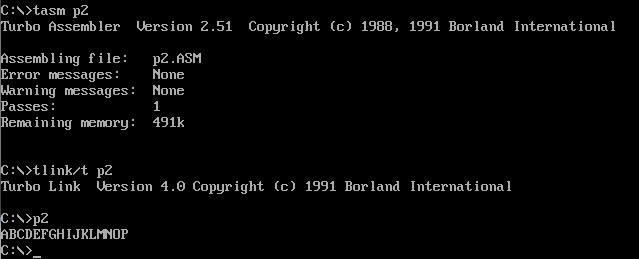 C:\>tasm p2
Turbo Assembler  Version 2.51  Copyright (c) 1988, 1991 Borland International
Assembling file:   p2.ASM
Error messages:    None
Warning messages:  None
Passes:            1
Remaining memory:  491k
C:\>tlink/t p2
Turbo Link  Version 4.0 Copyright (c) 1991 Borland International
C:\>p2
ABCDEFGHIJKLMNOP
C:\>_